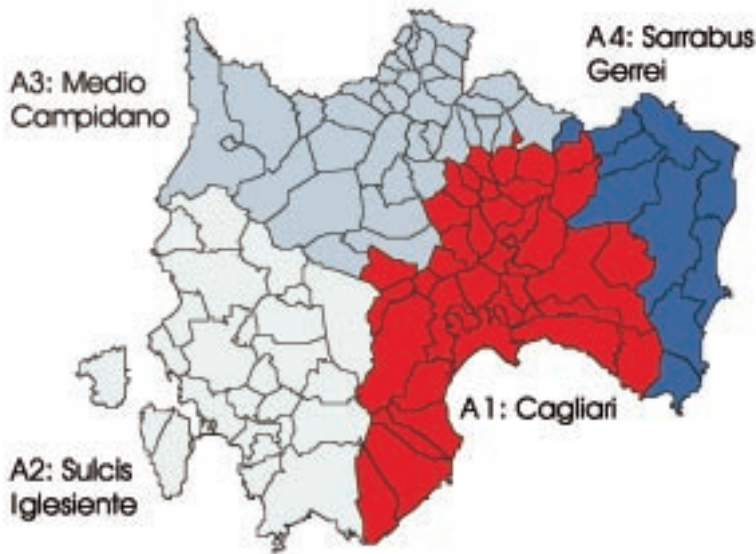 A4: Sarrabus
Gerrei
A3: Medio
Campidano
A1: Cagliari
A2: Sulcis
Iglesiente